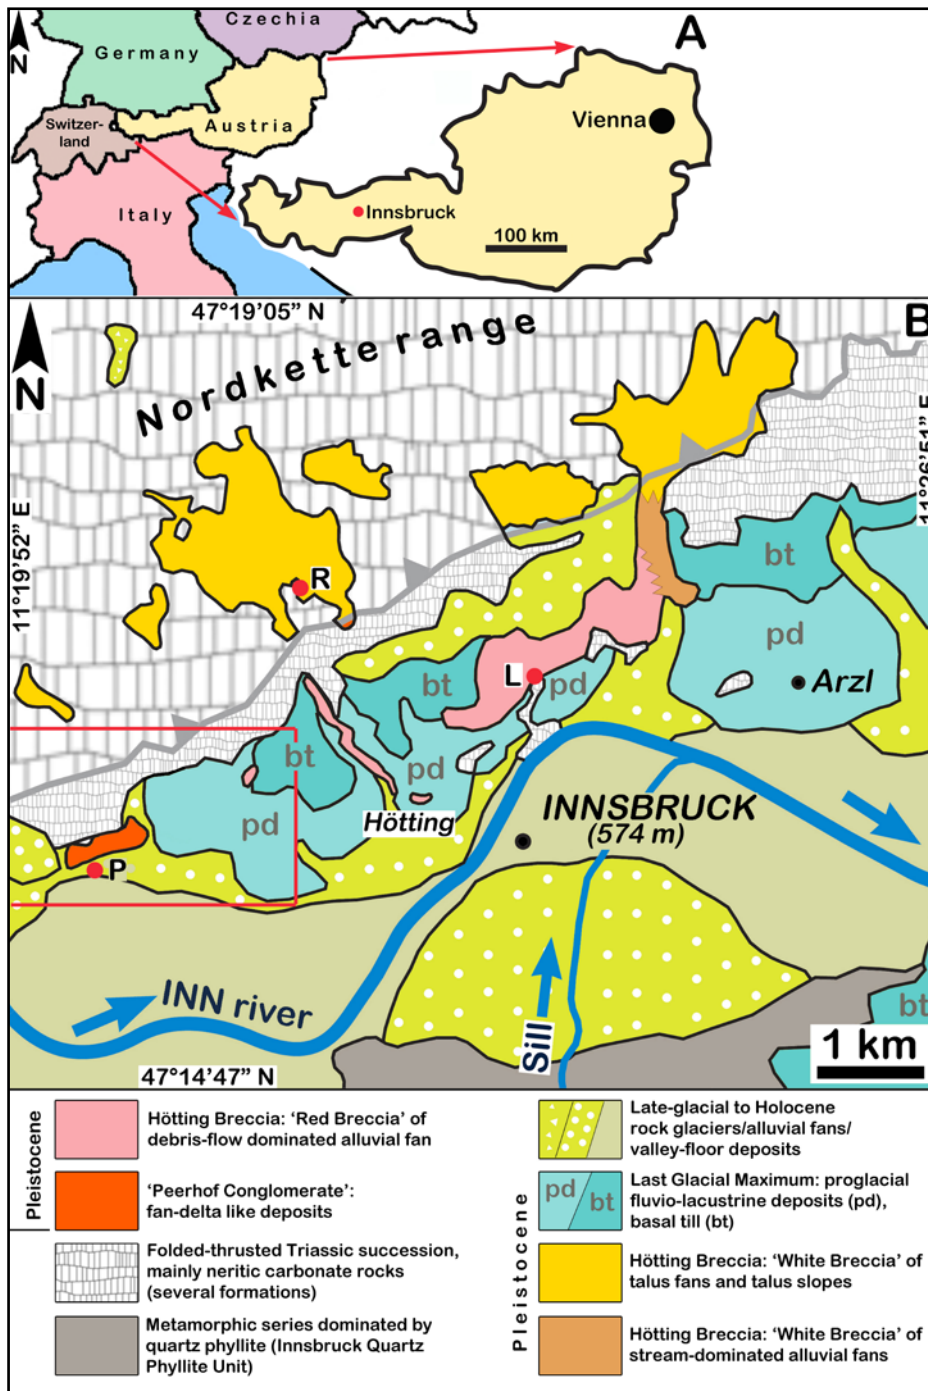 A
N
Czechia
Germany
Switzer-
land
Austria
Vienna
Innsbruck
Italy
100 km
47°19'05" N
B
N
Nordkette range
11°19'52" E
11°26'51" E
R
bt
pd
L
bt
pd
Arzl
bt
pd
pd
Hötting
INNSBRUCK
(574 m)
P
INN river
Sill
bt
1 km
47°14'47" N
Pleistocene
Hötting Breccia: 'Red Breccia' of
debris-flow dominated alluvial fan
'Peerhof Conglomerate':
fan-delta like deposits
Folded-thrusted Triassic succession,
mainly neritic carbonate rocks
(several formations)
Metamorphic series dominated by
quartz phyllite (Innsbruck Quartz
Phyllite Unit)
Pleistocene
Late-glacial to Holocene
rock glaciers/alluvial fans/
valley-floor deposits
pd
bt
Last Glacial Maximum: proglacial
fluvio-lacustrine deposits (pd),
basal till (bt)
Hötting Breccia: 'White Breccia' of
talus fans and talus slopes
Hötting Breccia: 'White Breccia' of
stream-dominated alluvial fans